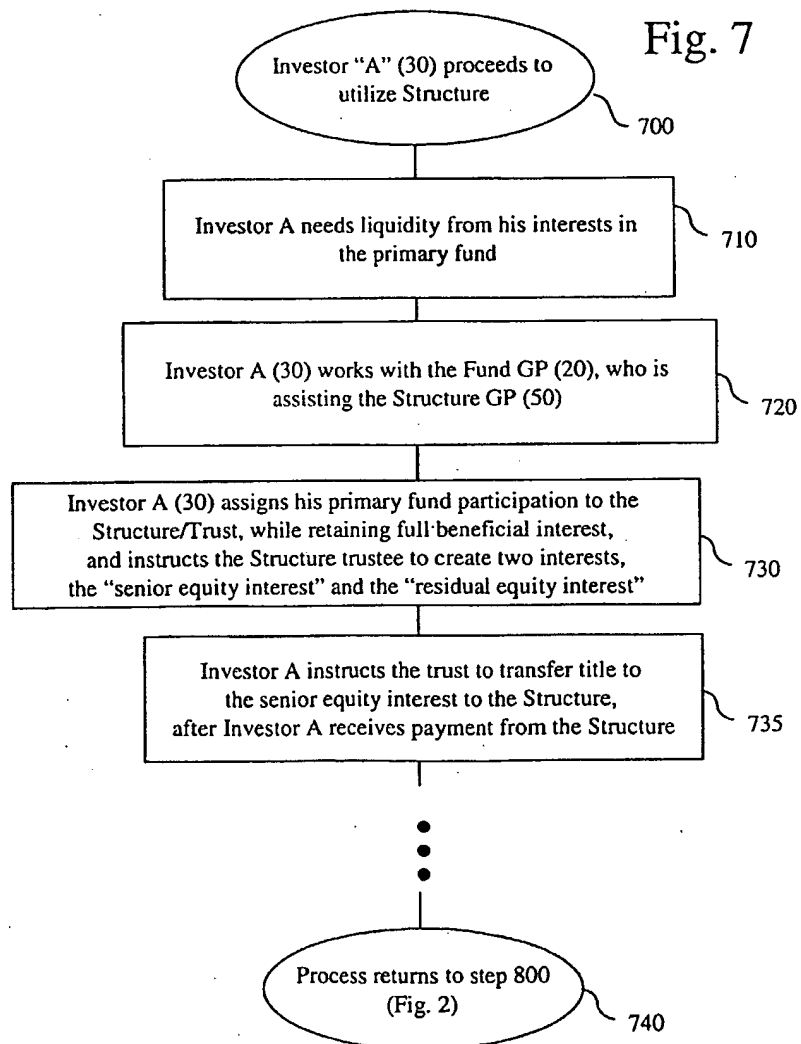 Fig. 7
Investor “A” (30) proceeds to
utilize Structure
700
Investor A needs liquidity from his interests in
the primary fund
710
Investor A (30) works with the Fund GP (20), who is
assisting the Structure GP (50)
720
Investor A (30) assigns his primary fund participation to the
Structure/Trust, while retaining full beneficial interest,
and instructs the Structure trustee to create two interests,
the “senior equity interest” and the “residual equity interest”
730
Investor A instructs the trust to transfer title to
the senior equity interest to the Structure,
after Investor A receives payment from the Structure
735
Process returns to step 800
(Fig. 2)
740